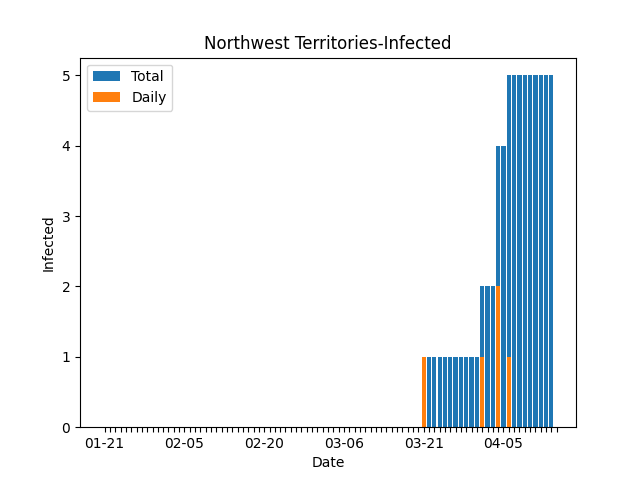 Northwest Territories-Infected
Total
Daily
5
4
3
2
1
0
Infected
01-21 02-05 02-20 03-06 03-21 04-05
Date